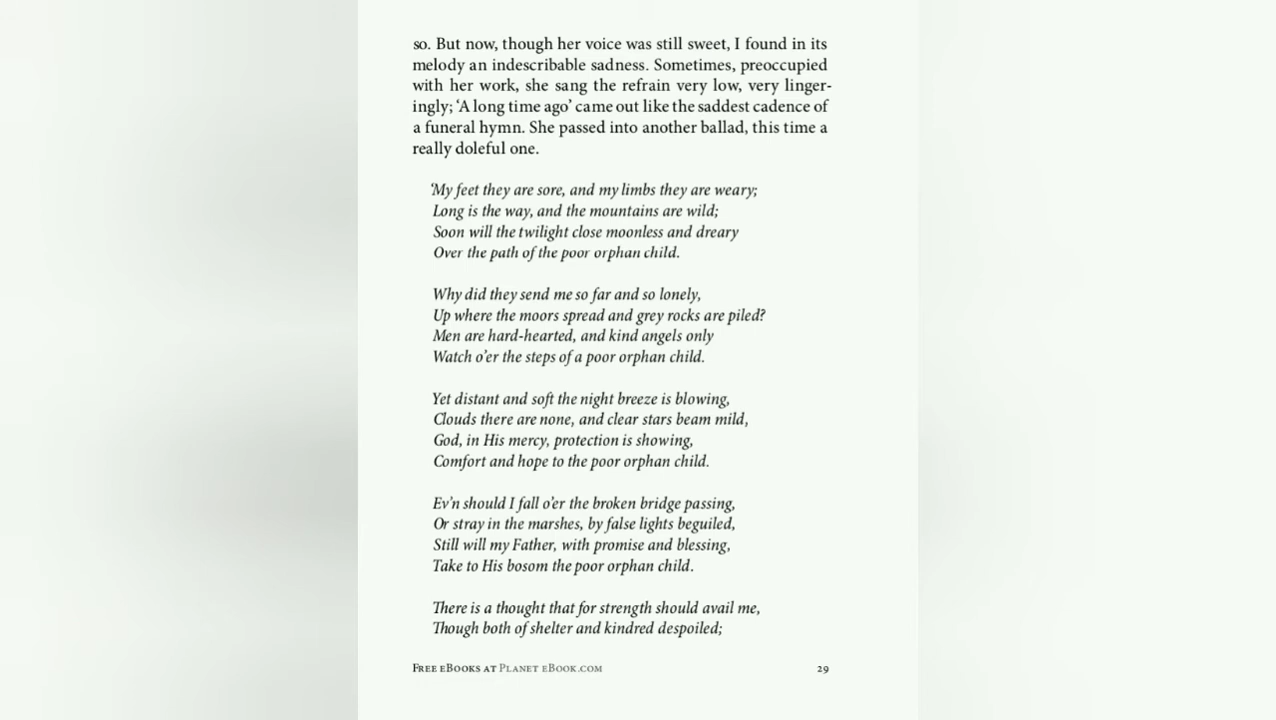 so. But now, though her voice was still sweet, I found in its
melody an indescribable sadness. Sometimes, preoccupied
with her work, she sang the refrain very low, very linger-
ingly; ‘A long time ago’ came out like the saddest cadence of
a funeral hymn. She passed into another ballad, this time a
really doleful one.
‘My feet they are sore, and my limbs they are weary;
Long is the way, and the mountains are wild;
Soon will the twilight close moonless and dreary
Over the path of the poor orphan child.
Why did they send me so far and so lonely,
Up where the moors spread and grey rocks are piled?
Men are hard-hearted, and kind angels only
Watch o’er the steps of a poor orphan child.
Yet distant and soft the night breeze is blowing,
Clouds there are none, and clear stars beam mild,
God, in His mercy, protection is showing,
Comfort and hope to the poor orphan child.
Ev’n should I fall o’er the broken bridge passing,
Or stray in the marshes, by false lights beguiled,
Still will my Father, with promise and blessing,
Take to His bosom the poor orphan child.
There is a thought that for strength should avail me,
Though both of shelter and kindred despoiled;
Free eBooks at Planet eBook.com
29